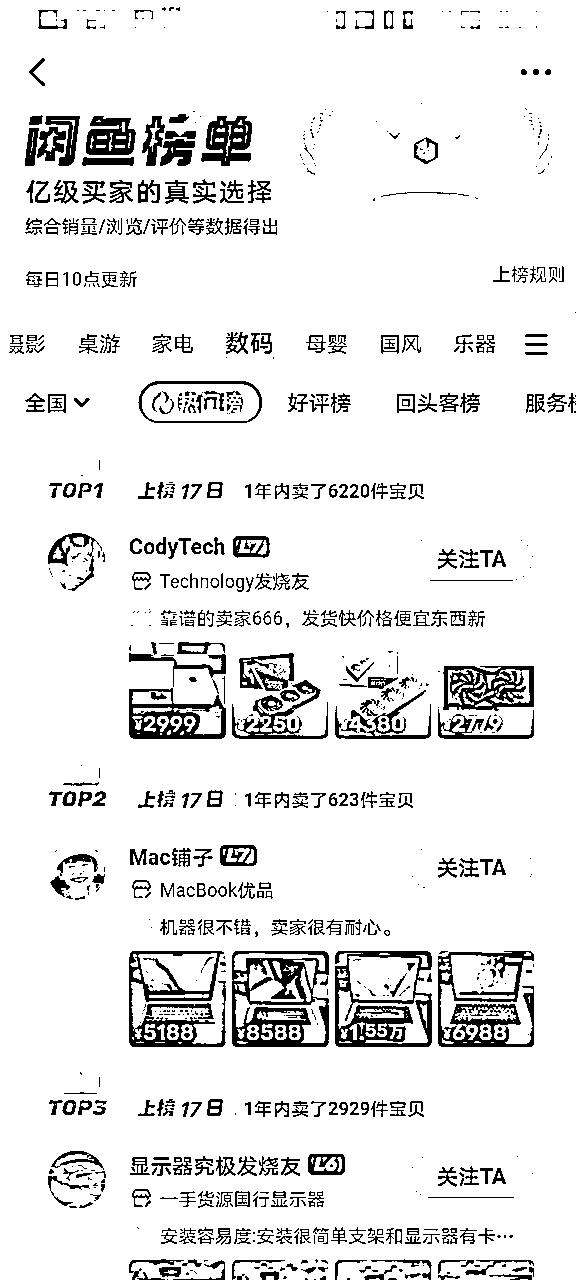 闲鱼榜单
亿级买家的真实选择
综合销量/浏览/评价等数据得出
每日10点更新
上榜规则
摄影 桌游 家电 数码 母婴 国风 乐器
全国 热门榜 好评榜 回头客榜 服务榜
TOP1 上榜17日 1年内卖了6220件宝贝
CodyTech L7
关注TA
Technology发烧友
靠谱的卖家666，发货快价格便宜东西新
¥2999 ¥2250 ¥4380 ¥2779
TOP2 上榜17日 1年内卖了623件宝贝
Mac铺子 L7
关注TA
MacBook优品
机器很不错，卖家很有耐心。
¥5188 ¥8588 ¥1.55万 ¥6988
TOP3 上榜17日 1年内卖了2929件宝贝
显示器究极发烧友 L6
关注TA
一手货源国行显示器
安装容易度:安装很简单支架和显示器有卡…